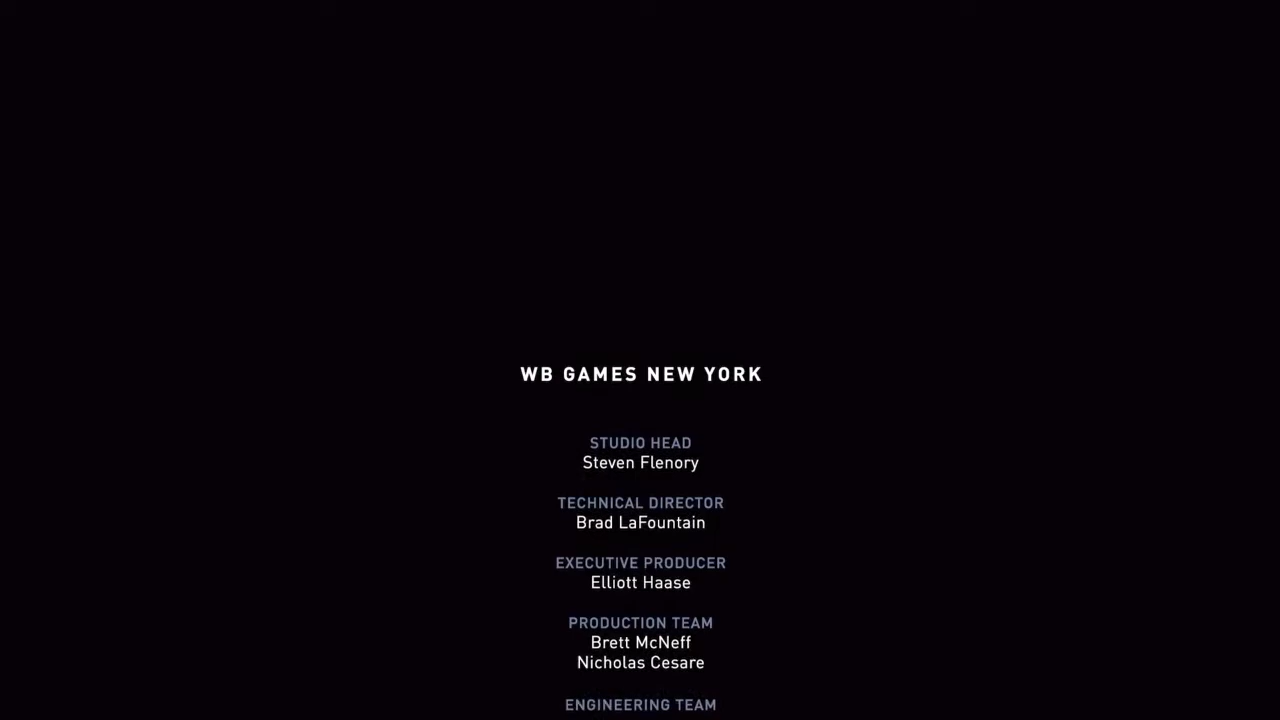 WB GAMES NEW YORK
STUDIO HEAD
Steven Flenory
TECHNICAL DIRECTOR
Brad LaFountain
EXECUTIVE PRODUCER
Elliott Haase
PRODUCTION TEAM
Brett McNeff
Nicholas Cesare
ENGINEERING TEAM